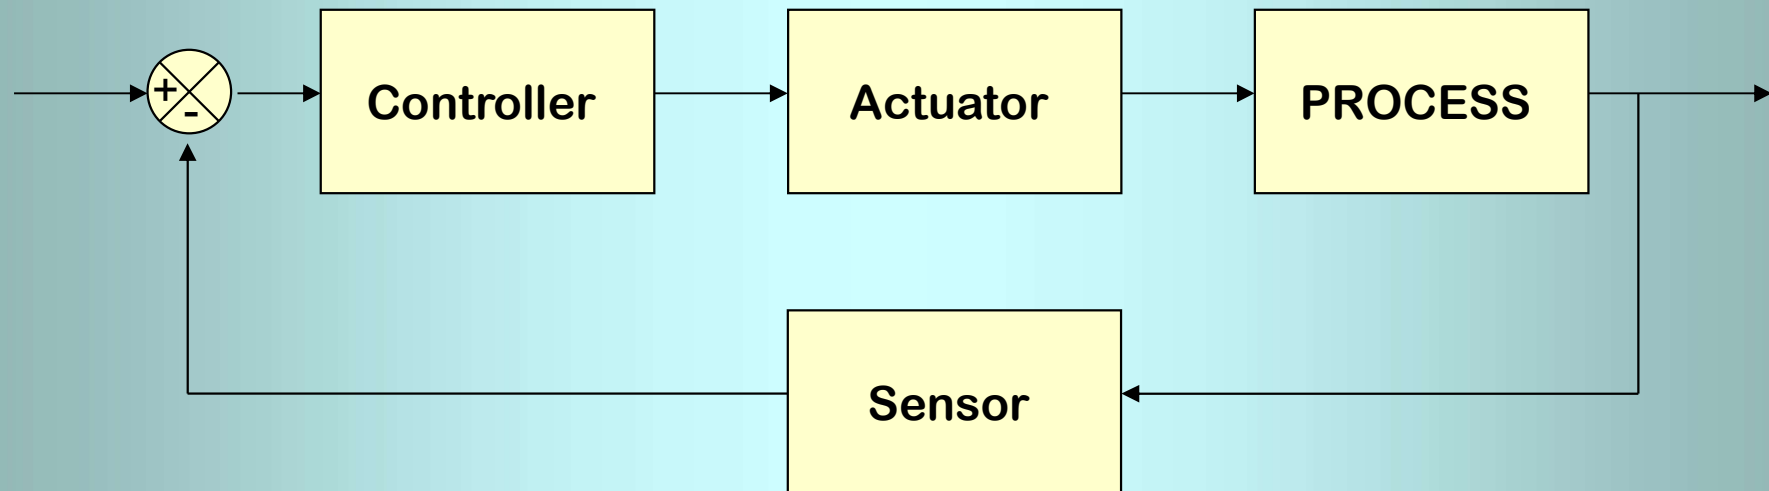 +
-
Controller
Actuator
PROCESS
Sensor